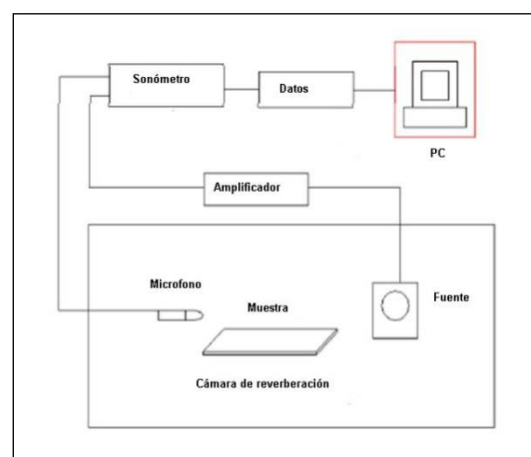 Sonómetro
Datos
PC
Amplificador
Microfono
Muestra
Fuente
Cámara de reverberación